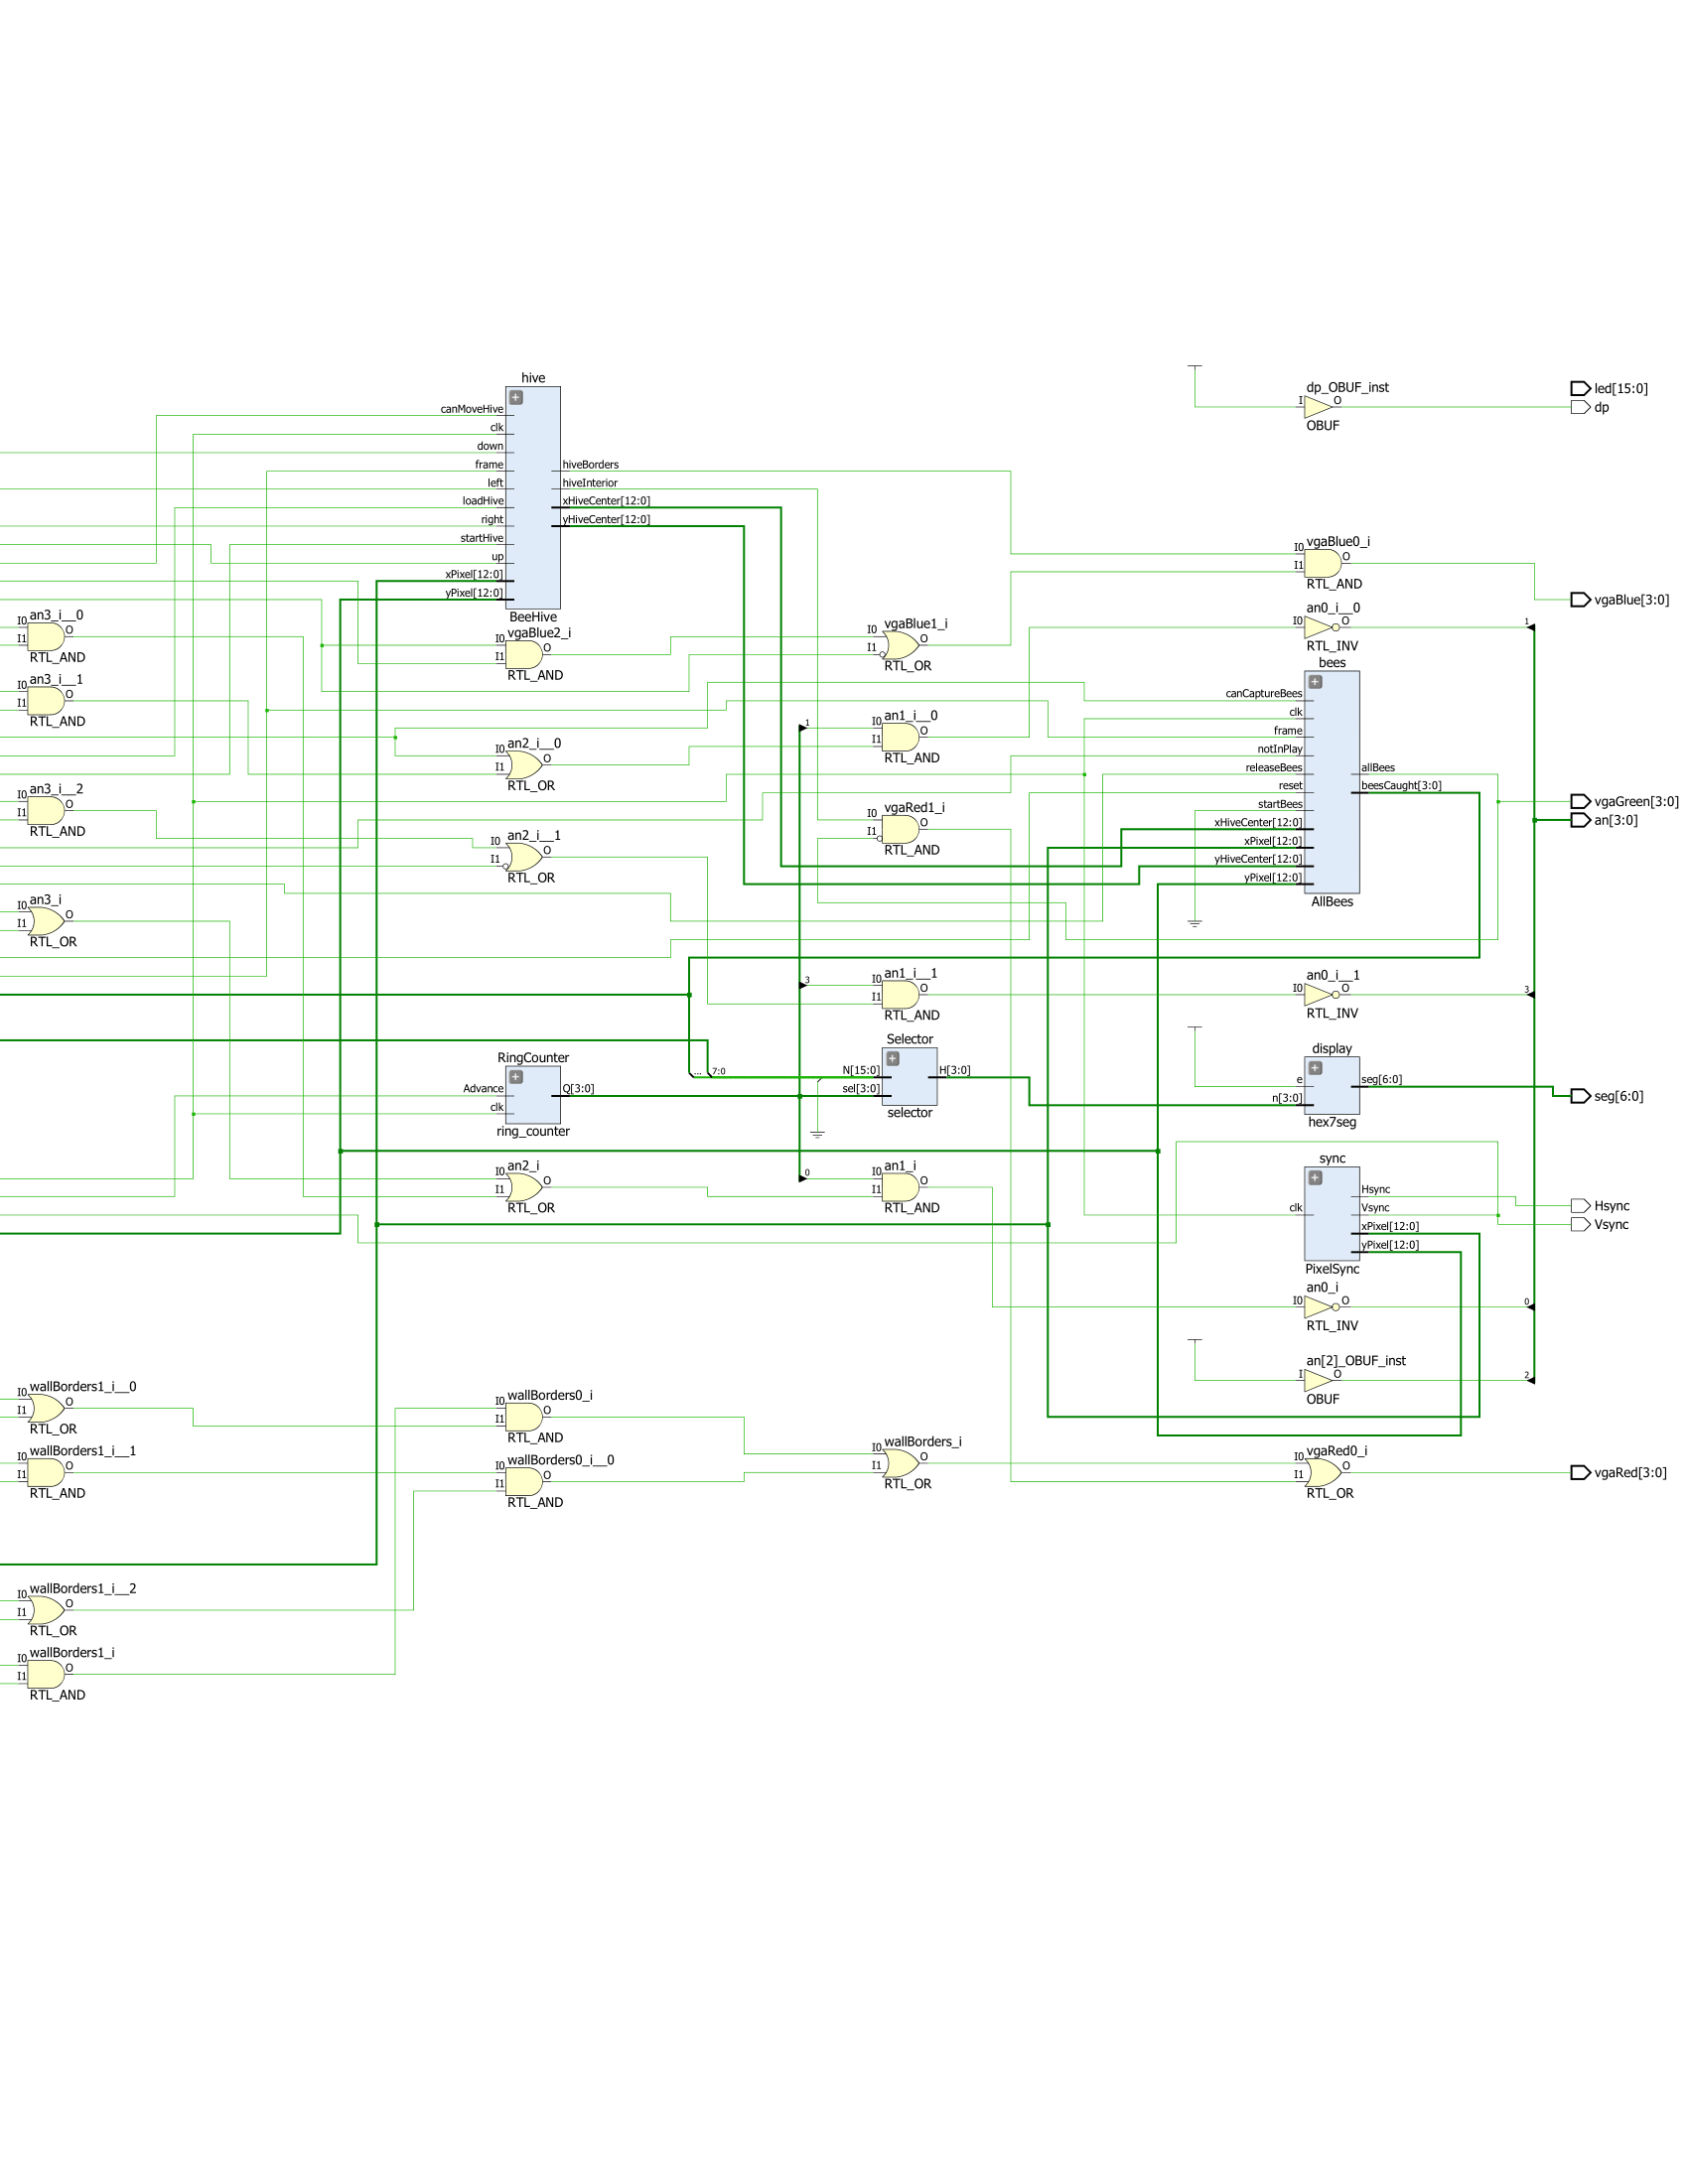 hive
canMoveHive
clk
down
frame
left
loadHive
right
startHive
up
xPixel[12:0]
yPixel[12:0]
hiveBorders
hiveInterior
xHiveCenter[12:0]
yHiveCenter[12:0]
BeeHive
dp_OBUF_inst
I
O
OBUF
led[15:0]
dp
vgaBlue0_i
I0
I1
O
RTL_AND
vgaBlue[3:0]
an3_i__0
I0
I1
O
RTL_AND
vgaBlue2_i
I0
I1
O
RTL_AND
vgaBlue1_i
I0
I1
O
RTL_OR
an0_i__0
I0
O
RTL_INV
1
an3_i__1
I0
I1
O
RTL_AND
an2_i__0
I0
I1
O
RTL_OR
1
an1_i__0
I0
I1
O
RTL_AND
bees
canCaptureBees
clk
frame
notInPlay
releaseBees
reset
startBees
xHiveCenter[12:0]
xPixel[12:0]
yHiveCenter[12:0]
yPixel[12:0]
allBees
beesCaught[3:0]
AllBees
vgaGreen[3:0]
an[3:0]
an3_i__2
I0
I1
O
RTL_AND
an2_i__1
I0
I1
O
RTL_OR
vgaRed1_i
I0
I1
O
RTL_AND
an3_i
I0
I1
O
RTL_OR
3
an1_i__1
I0
I1
O
RTL_AND
an0_i__1
I0
O
RTL_INV
3
RingCounter
Advance
clk
Q[3:0]
ring_counter
...
7:0
Selector
N[15:0]
sel[3:0]
H[3:0]
selector
display
e
n[3:0]
seg[6:0]
hex7seg
seg[6:0]
an2_i
I0
I1
O
RTL_OR
0
an1_i
I0
I1
O
RTL_AND
sync
clk
Hsync
Vsync
xPixel[12:0]
yPixel[12:0]
PixelSync
Hsync
Vsync
an0_i
I0
O
RTL_INV
0
an[2]_OBUF_inst
I
O
OBUF
2
wallBorders1_i__0
I0
I1
O
RTL_OR
wallBorders0_i
I0
I1
O
RTL_AND
wallBorders1_i__1
I0
I1
O
RTL_AND
wallBorders0_i__0
I0
I1
O
RTL_AND
wallBorders_i
I0
I1
O
RTL_OR
vgaRed0_i
I0
I1
O
RTL_OR
vgaRed[3:0]
wallBorders1_i__2
I0
I1
O
RTL_OR
wallBorders1_i
I0
I1
O
RTL_AND